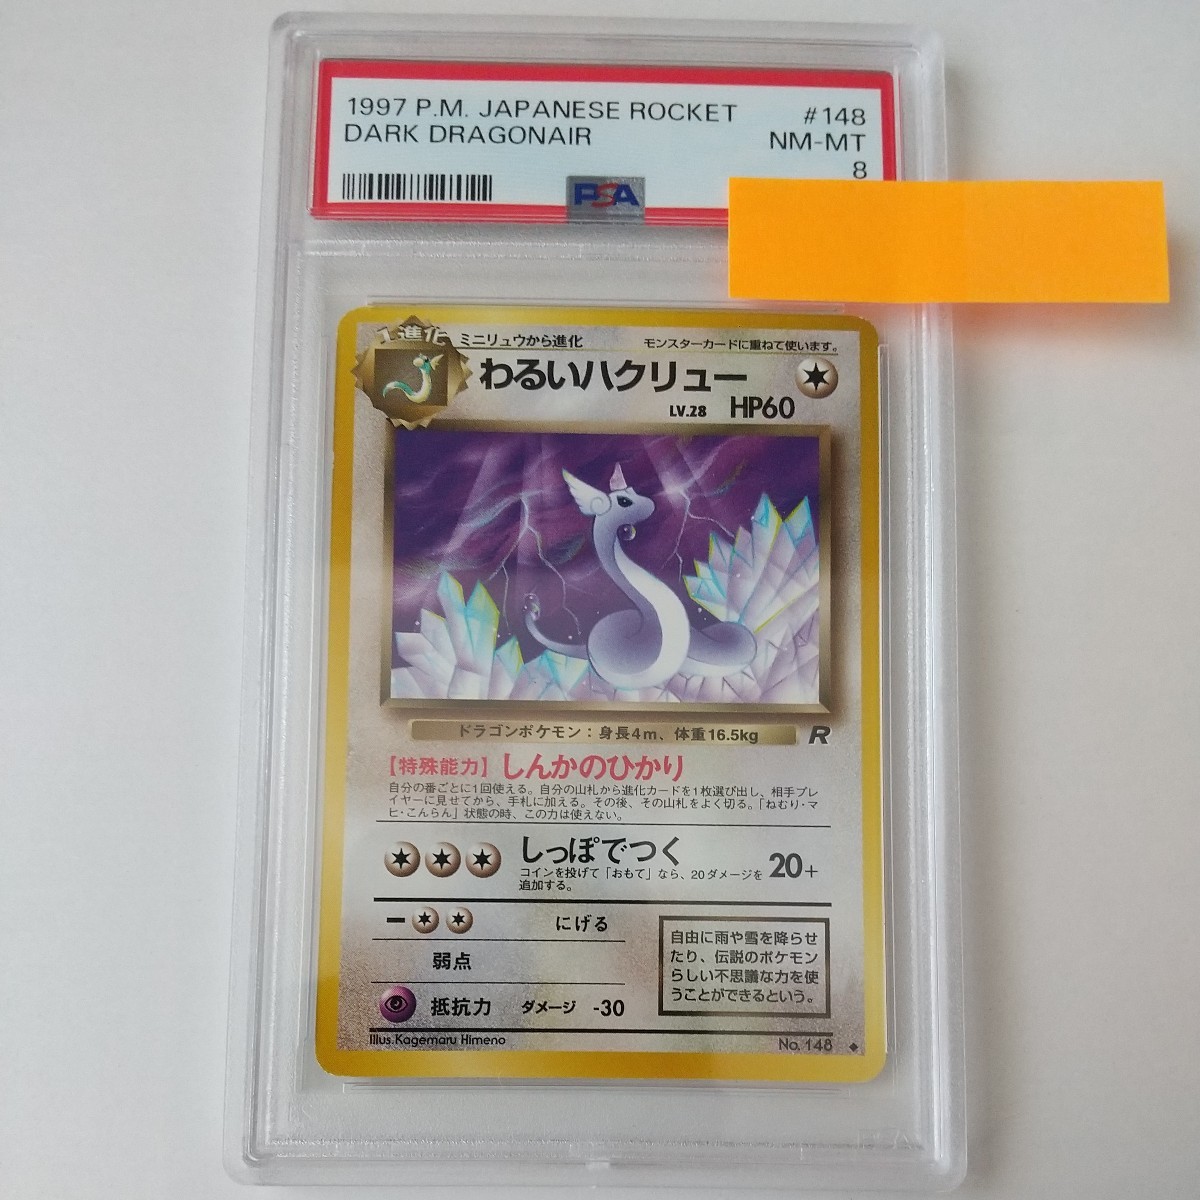 1997 P.M. JAPANESE ROCKET #148
DARK DRAGONAIR NM-MT
8
PSA
1進化 ミニリュウから進化 モンスターカードに重ねて使います。
わるいハクリュー
LV.28 HP60
ドラゴンポケモン：身長4m、体重16.5kg R
【特殊能力】しんかのひかり
自分の番ごとに1回使える。自分の山札から進化カードを1枚選び出し、相手プレ
イヤーに見せてから、手札に加える。その後、その山札をよく切る。「ねむり・マ
ヒ・こんらん」状態の時、この力は使えない。
しっぽでつく 20+
コインを投げて「おもて」なら、20ダメージを
追加する。
にげる
弱点
抵抗力 ダメージ -30
自由に雨や雪を降らせ
たり、伝説のポケモン
らしい不思議な力を使
うことができるという。
Illus.Kagemaru Himeno No. 148